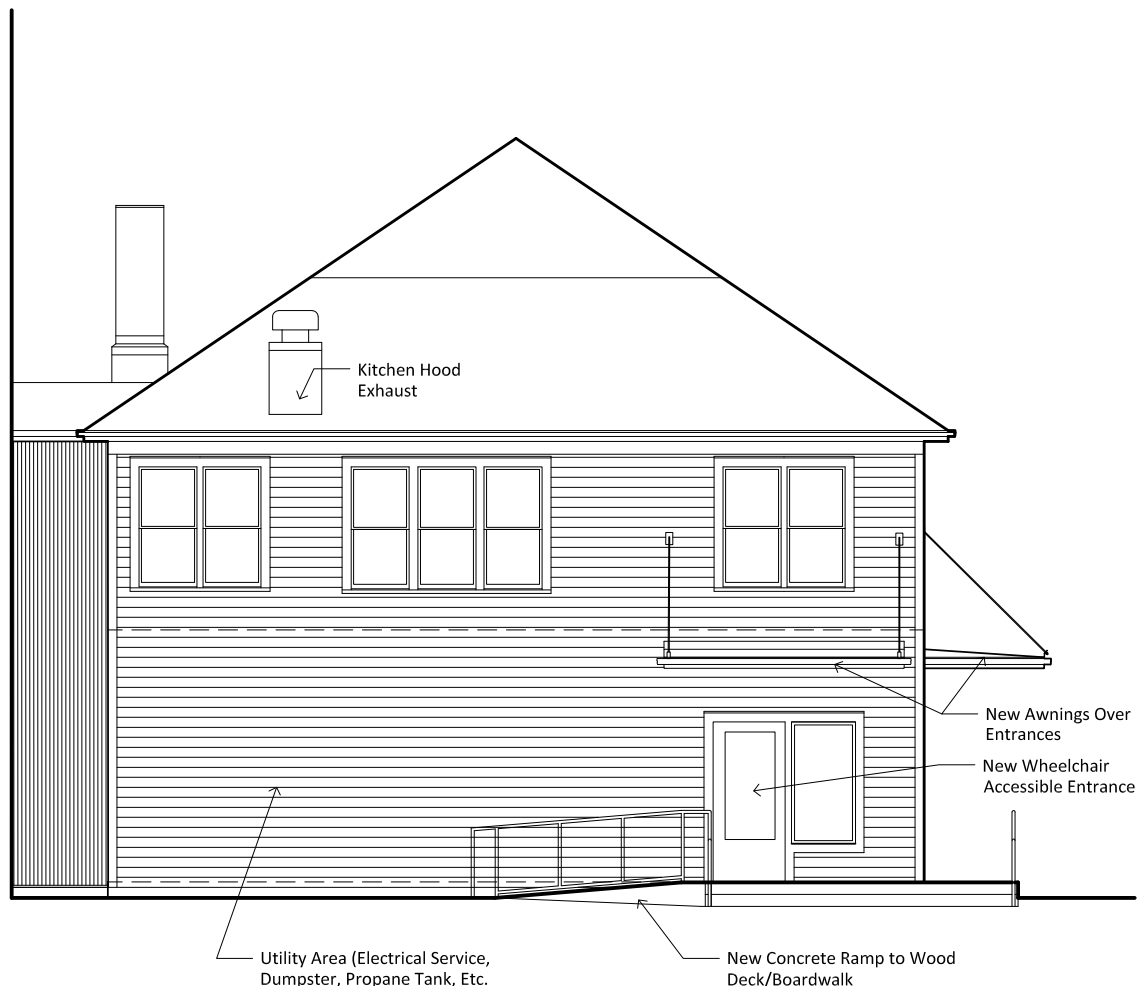 Kitchen Hood
Exhaust
New Awnings Over
Entrances
New Wheelchair
Accessible Entrance
Utility Area (Electrical Service,
Dumpster, Propane Tank, Etc.
New Concrete Ramp to Wood
Deck/Boardwalk